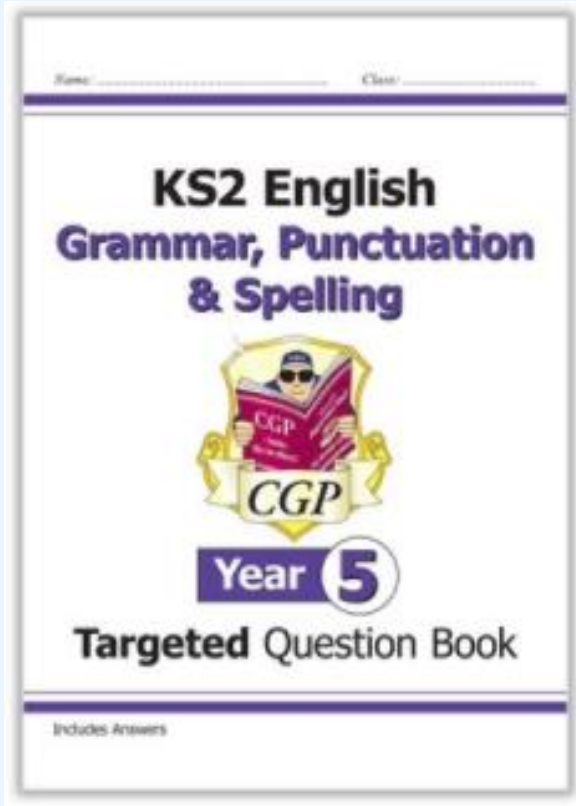 Name: Class:
KS2 English
Grammar, Punctuation
& Spelling
CGP
CGP
Year 5
Targeted Question Book
Includes Answers